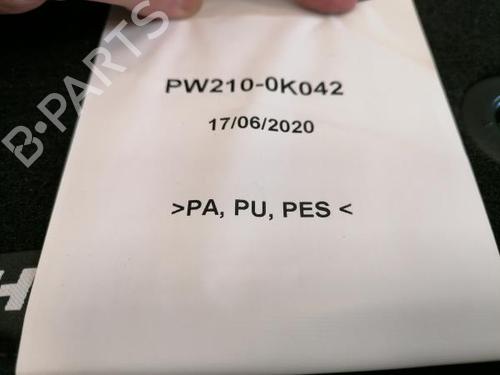 B-PARTS
PW210-0K042
17/06/2020
>PA, PU, PES <
H